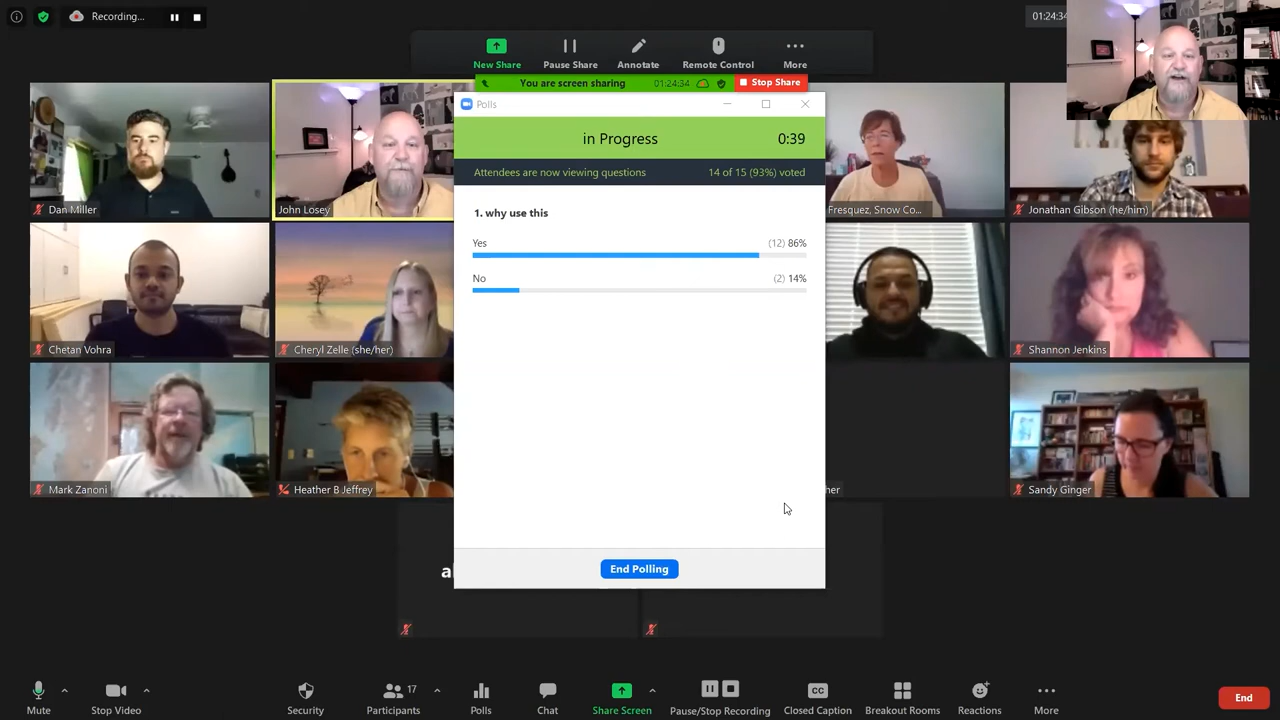 Recording...
01:24:34
New Share
Pause Share
Annotate
Remote Control
More
You are screen sharing
01:24:34
Stop Share
Polls
in Progress
0:39
Attendees are now viewing questions
14 of 15 (93%) voted
1. why use this
Yes
(12) 86%
No
(2) 14%
End Polling
Dan Miller
John Losey
Fresquez, Snow Co...
Jonathan Gibson (he/him)
Chetan Vohra
Cheryl Zelle (she/her)
Shannon Jenkins
Mark Zanoni
Heather B Jeffrey
her
Sandy Ginger
Mute
Stop Video
Security
17
Participants
Polls
Chat
Share Screen
Pause/Stop Recording
CC
Closed Caption
Breakout Rooms
Reactions
More
End